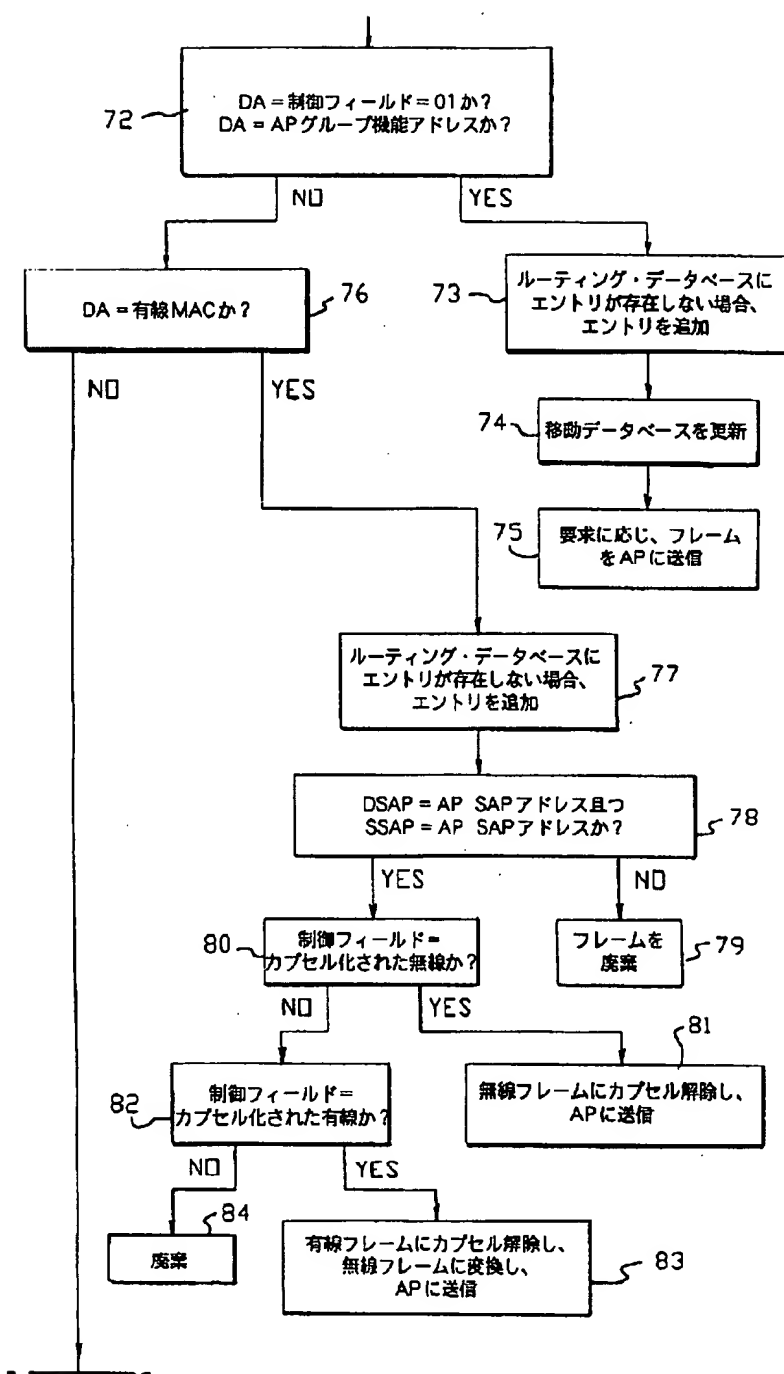 72
DA=制御フィールド=01か?
DA=APグループ機能アドレスか?
NO
YES
DA=有線MACか?
76
73
ルーティング・データベースに
エントリが存在しない場合、
エントリを追加
NO
YES
74
移動データベースを更新
75
要求に応じ、フレーム
をAPに送信
ルーティング・データベースに
エントリが存在しない場合、
エントリを追加
77
DSAP=AP SAPアドレス且つ
SSAP=AP SAPアドレスか?
78
YES
NO
80
制御フィールド=
カプセル化された無線か?
フレームを
廃棄
79
NO
YES
81
82
制御フィールド=
カプセル化された有線か?
無線フレームにカプセル解除し、
APに送信
NO
YES
84
廃棄
有線フレームにカプセル解除し、
無線フレームに変換し、
APに送信
83